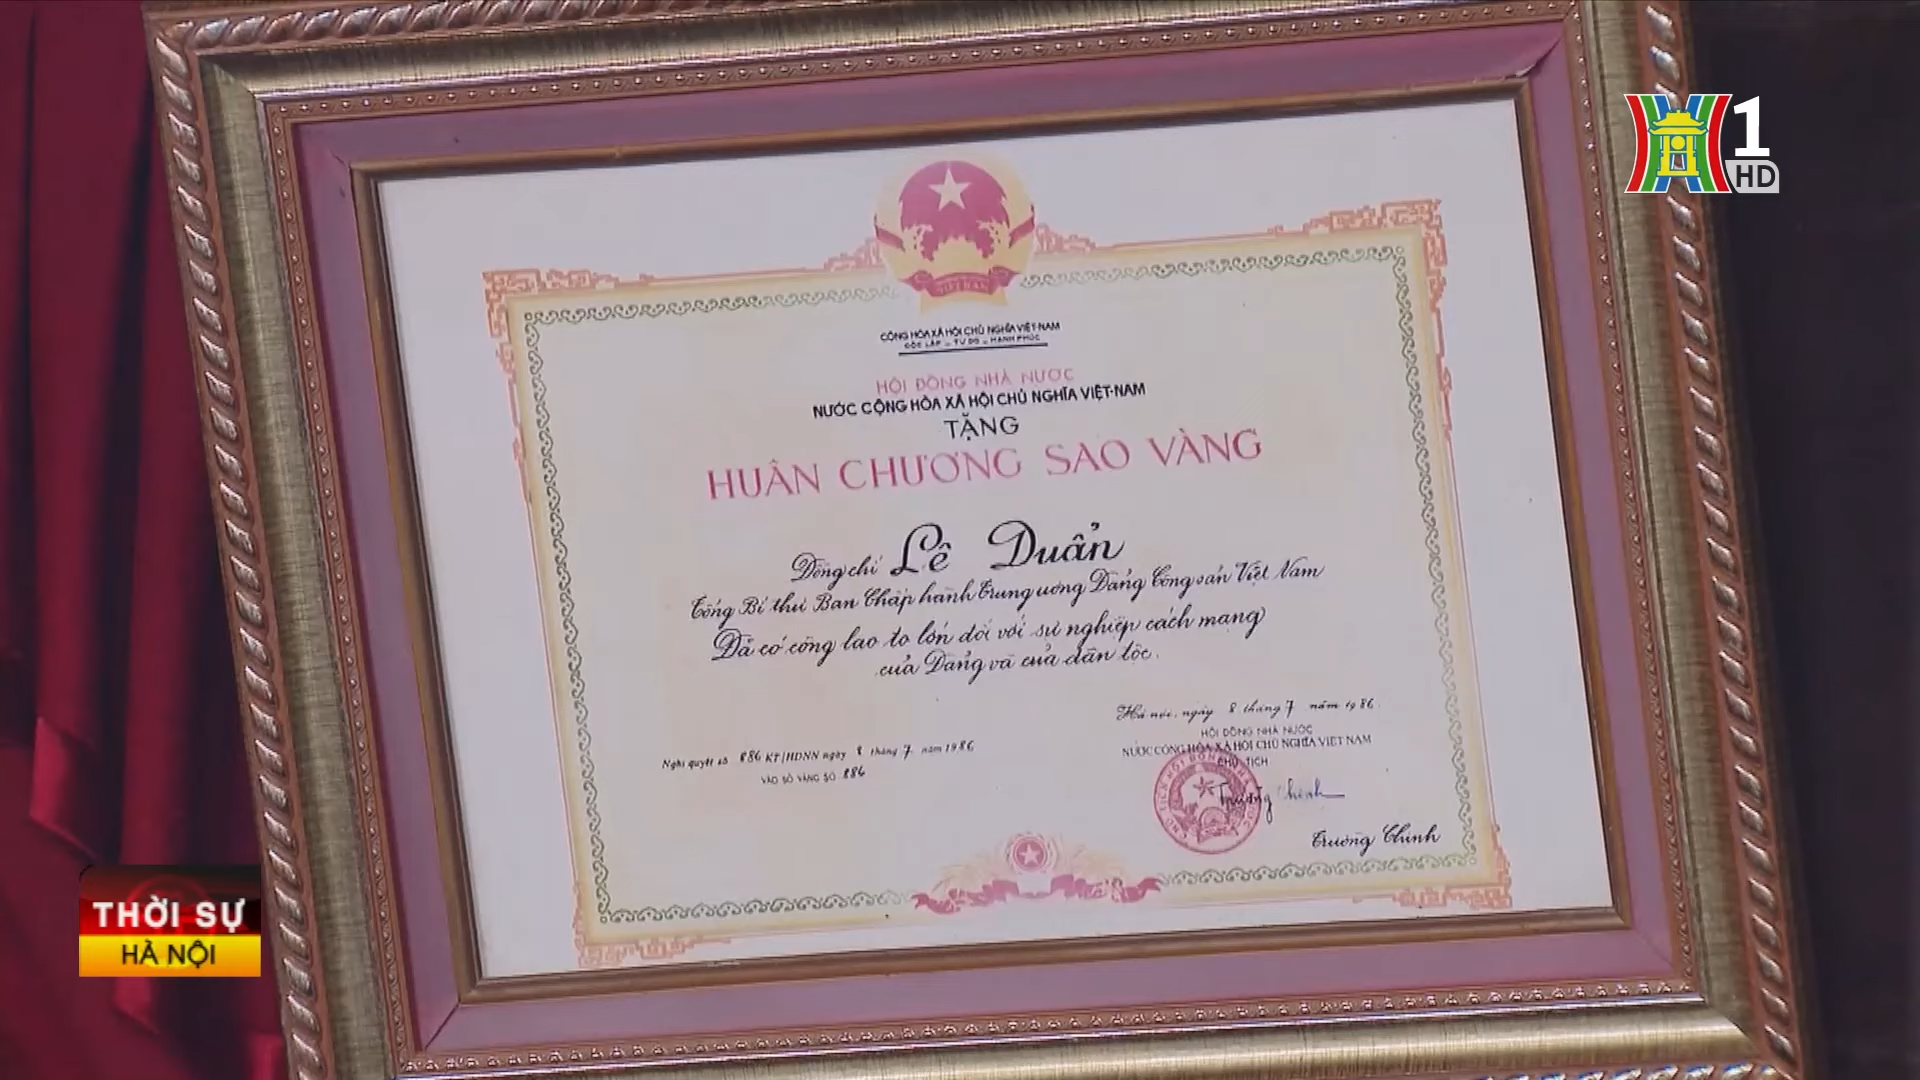 1
HD
VIỆT NAM
CỘNG HÒA XÃ HỘI CHỦ NGHĨA VIỆT-NAM
ĐỘC LẬP - TỰ DO - HẠNH PHÚC
HỘI ĐỒNG NHÀ NƯỚC
NƯỚC CỘNG HÒA XÃ HỘI CHỦ NGHĨA VIỆT-NAM
TẶNG
HUÂN CHƯƠNG SAO VÀNG
Đồng chí Lê Duẩn
Tổng Bí thư Ban Chấp hành Trung ương Đảng Cộng sản Việt Nam
Đã có công lao to lớn đối với sự nghiệp cách mạng
của Đảng và của dân tộc.
Hà nội, ngày 8 tháng 7 năm 1986.
HỘI ĐỒNG NHÀ NƯỚC
NƯỚC CỘNG HÒA XÃ HỘI CHỦ NGHĨA VIỆT NAM
CHỦ TỊCH
Nghị quyết số 886 KT/HĐNN ngày 8 tháng 7 năm 1986
VÀO SỔ VÀNG SỐ 886
Trường Chinh
Trường Chinh
THỜI SỰ
HÀ NỘI